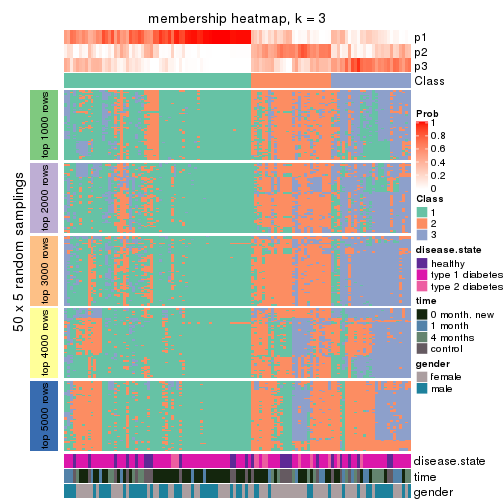 membership heatmap, k = 3
p1
p2
p3
Class
50 x 5 random samplings
top 1000 rows
top 2000 rows
top 3000 rows
top 4000 rows
top 5000 rows
Prob
1
0.8
0.6
0.4
0.2
0
Class
1
2
3
disease.state
healthy
type 1 diabetes
type 2 diabetes
time
0 month. new
1 month
4 months
control
gender
female
male
disease.state
time
gender